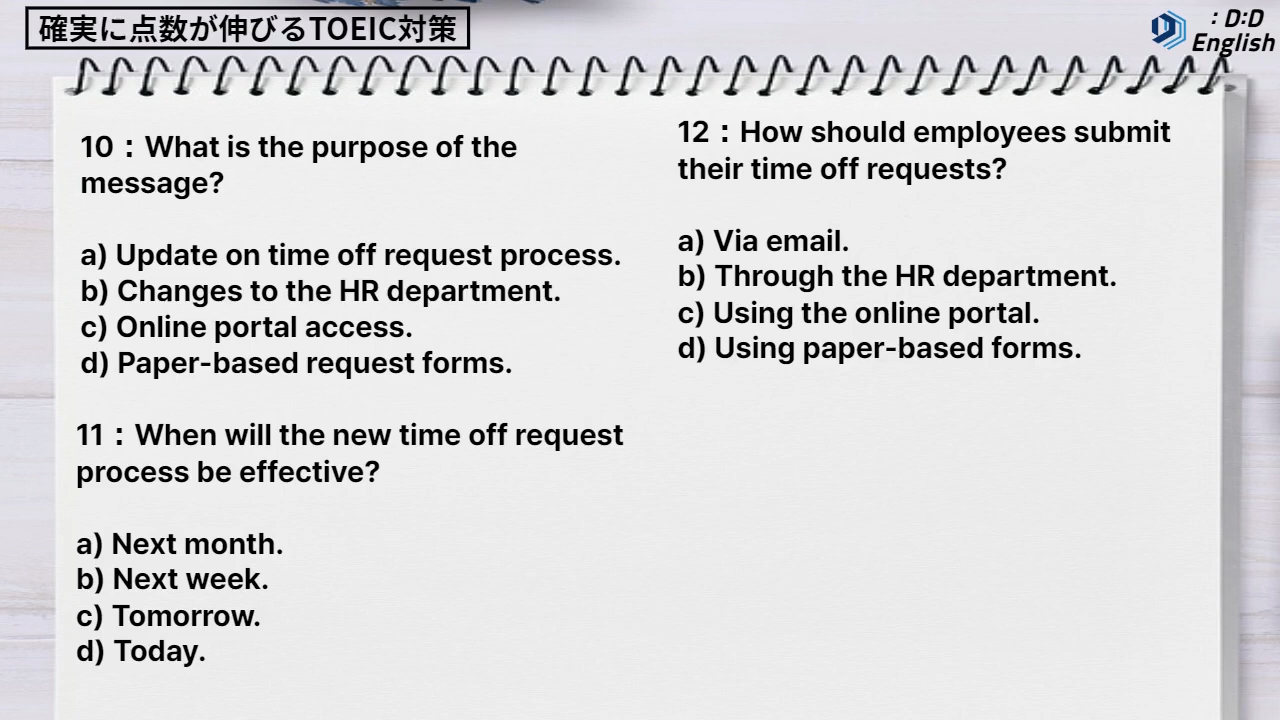 確実に点数が伸びるTOEIC対策
: D:D
English
10：What is the purpose of the
message?
a) Update on time off request process.
b) Changes to the HR department.
c) Online portal access.
d) Paper-based request forms.
11：When will the new time off request
process be effective?
a) Next month.
b) Next week.
c) Tomorrow.
d) Today.
12：How should employees submit
their time off requests?
a) Via email.
b) Through the HR department.
c) Using the online portal.
d) Using paper-based forms.